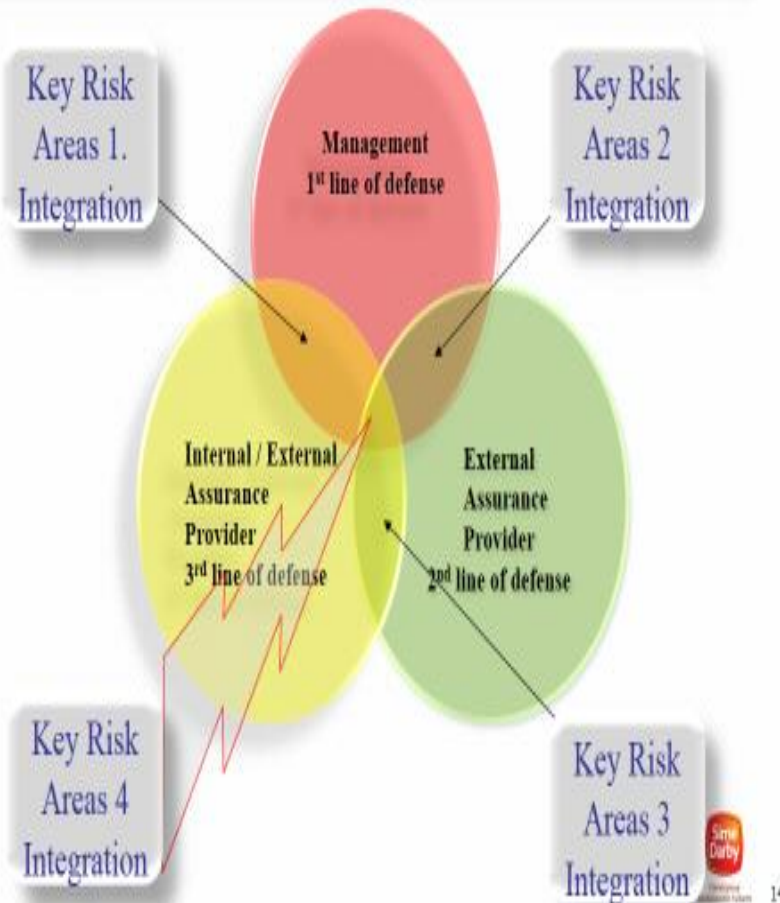 Key Risk
Areas 1.
Integration
Key Risk
Areas 2
Integration
Management
1st line of defense
Internal / External
Assurance
Provider
3rd line of defense
External
Assurance
Provider
2nd line of defense
Key Risk
Areas 4
Integration
Key Risk
Areas 3
Integration
Sime
Darby
14